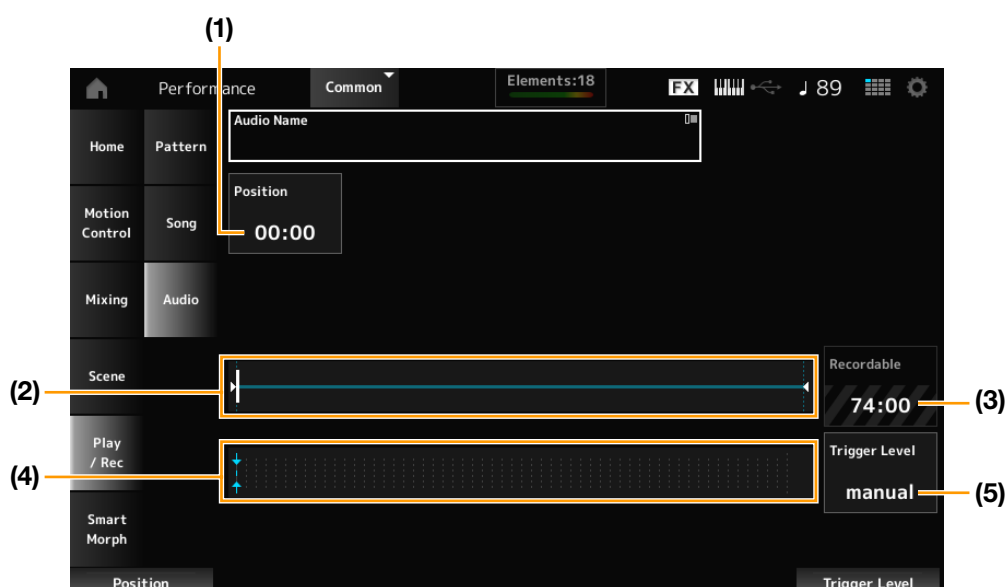 (1)
Performance
Common
Elements:18
FX
♩ 89
Home
Pattern
Audio Name
Position
00:00
Motion
Control
Song
Mixing
Audio
Scene
(2)
Recordable
74:00
(3)
Play
/ Rec
(4)
Trigger Level
manual
(5)
Smart
Morph
Position
Trigger Level